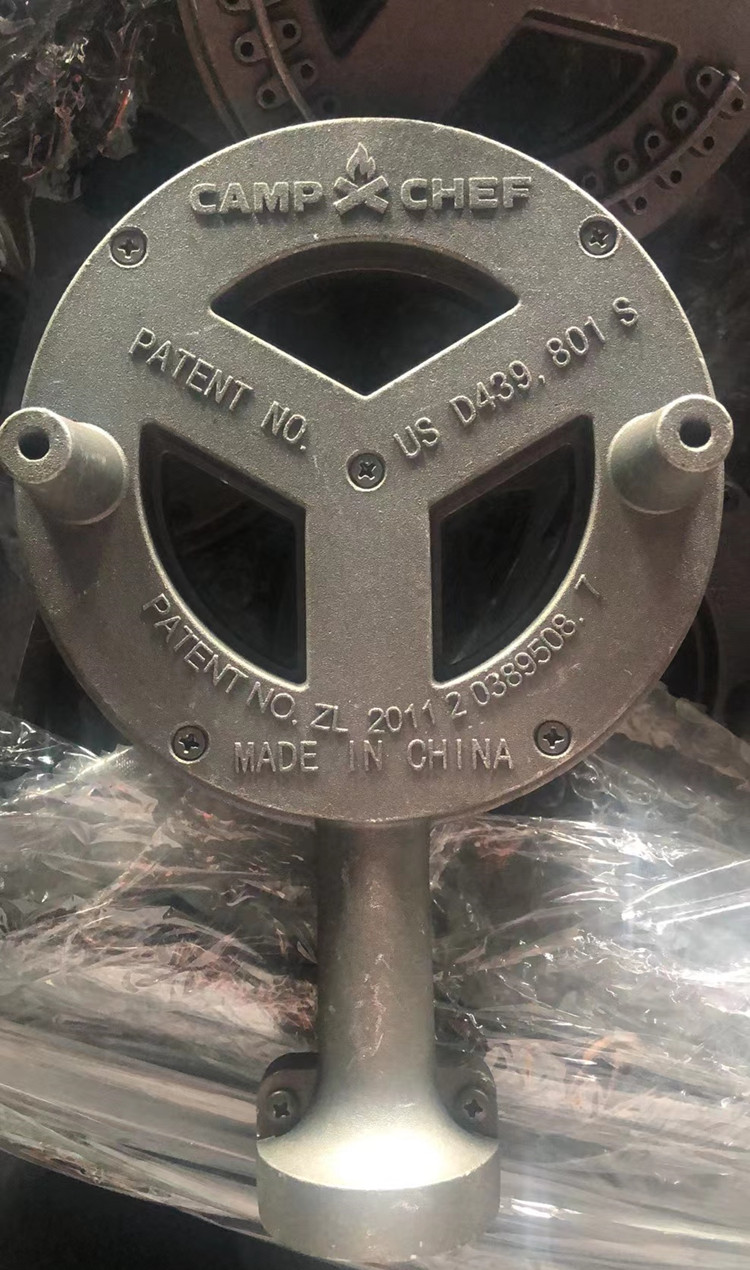 CAMP CHEF
PATENT NO. US D439,801 S
PATENT NO. ZL 2011 2 0389508.7
MADE IN CHINA